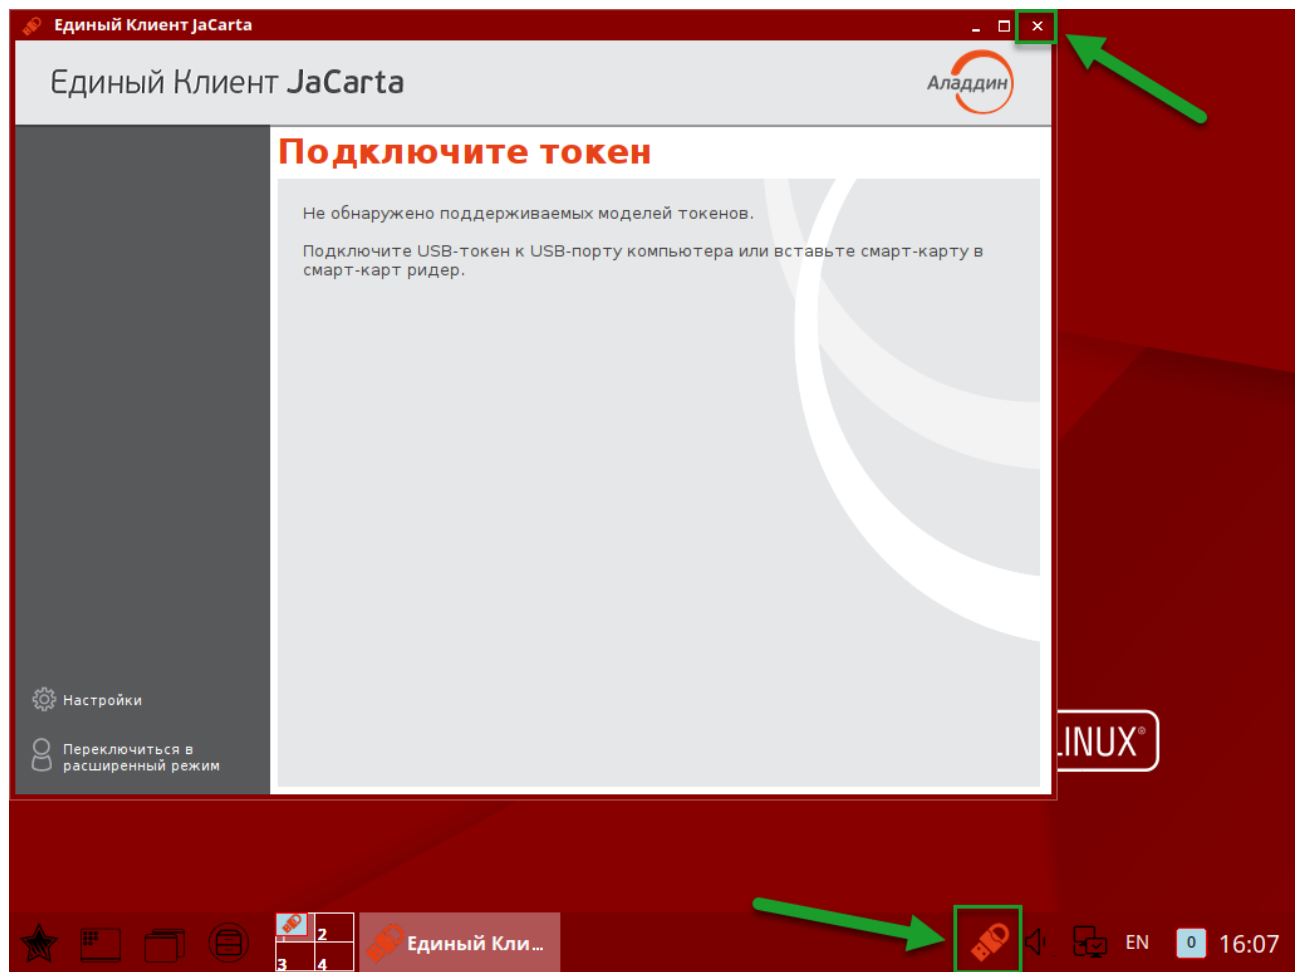 Единый Клиент JaCarta
Единый Клиент JaCarta
Аладдин
Подключите токен
Не обнаружено поддерживаемых моделей токенов.
Подключите USB-токен к USB-порту компьютера или вставьте смарт-карту в
смарт-карт ридер.
Настройки
Переключиться в
расширенный режим
INUX®
2
3 4
Единый Кли...
EN
0
16:07